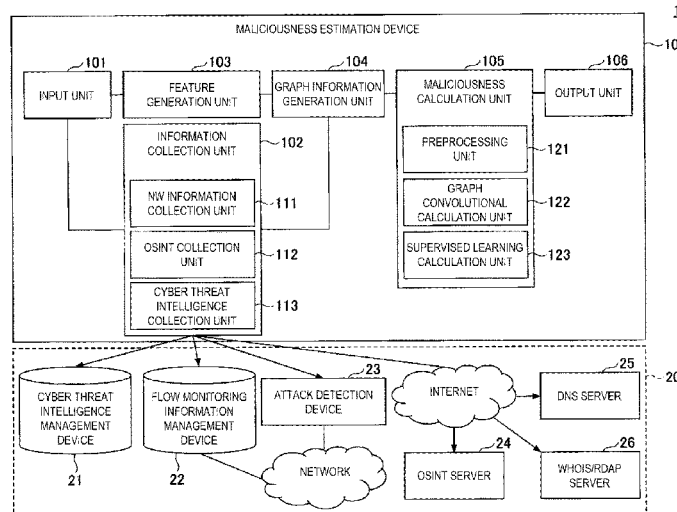 1
MALICIOUSNESS ESTIMATION DEVICE
10
101
103
104
105
106
INPUT UNIT
FEATURE
GENERATION UNIT
GRAPH INFORMATION
GENERATION UNIT
MALICIOUSNESS
CALCULATION UNIT
OUTPUT UNIT
INFORMATION
COLLECTION UNIT
102
NW INFORMATION
COLLECTION UNIT
111
OSINT COLLECTION
UNIT
112
CYBER THREAT
INTELLIGENCE
COLLECTION UNIT
113
PREPROCESSING
UNIT
121
GRAPH
CONVOLUTIONAL
CALCULATION UNIT
122
SUPERVISED LEARNING
CALCULATION UNIT
123
20
CYBER THREAT
INTELLIGENCE
MANAGEMENT
DEVICE
21
FLOW MONITORING
INFORMATION
MANAGEMENT
DEVICE
22
23
ATTACK DETECTION
DEVICE
NETWORK
INTERNET
25
DNS SERVER
24
OSINT SERVER
26
WHOIS/RDAP
SERVER